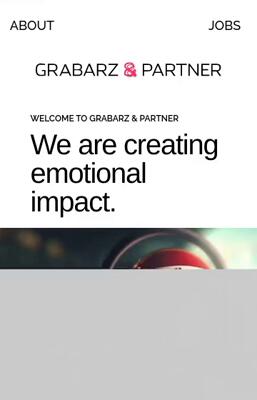 ABOUT JOBS
GRABARZ & PARTNER
WELCOME TO GRABARZ & PARTNER
We are creating
emotional
impact.